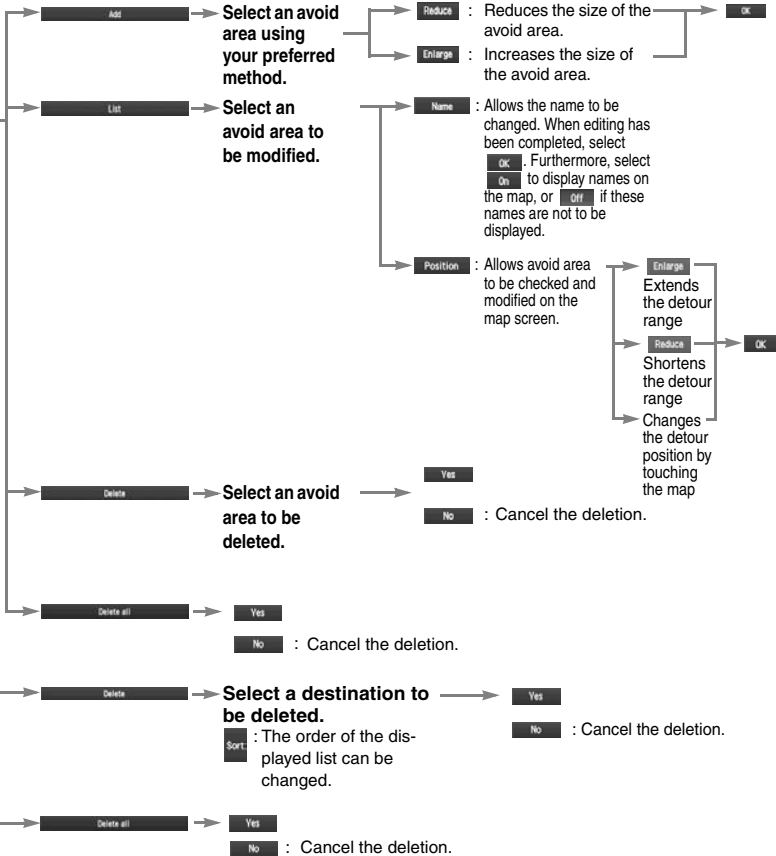 Add
Select an avoid
area using
your preferred
method.
Reduce : Reduces the size of the
avoid area.
Enlarge : Increases the size of
the avoid area.
OK
List
Select an
avoid area to
be modified.
Name : Allows the name to be
changed. When editing has
been completed, select
OK . Furthermore, select
On to display names on
the map, or Off if these
names are not to be
displayed.
Position : Allows avoid area
to be checked and
modified on the
map screen.
Enlarge
Extends
the detour
range
Reduce
Shortens
the detour
range
Changes
the detour
position by
touching
the map
OK
Delete
Select an avoid
area to be
deleted.
Yes
No : Cancel the deletion.
Delete all
Yes
No : Cancel the deletion.
Delete
Select a destination to
be deleted.
Sort : The order of the dis-
played list can be
changed.
Yes
No : Cancel the deletion.
Delete all
Yes
No : Cancel the deletion.